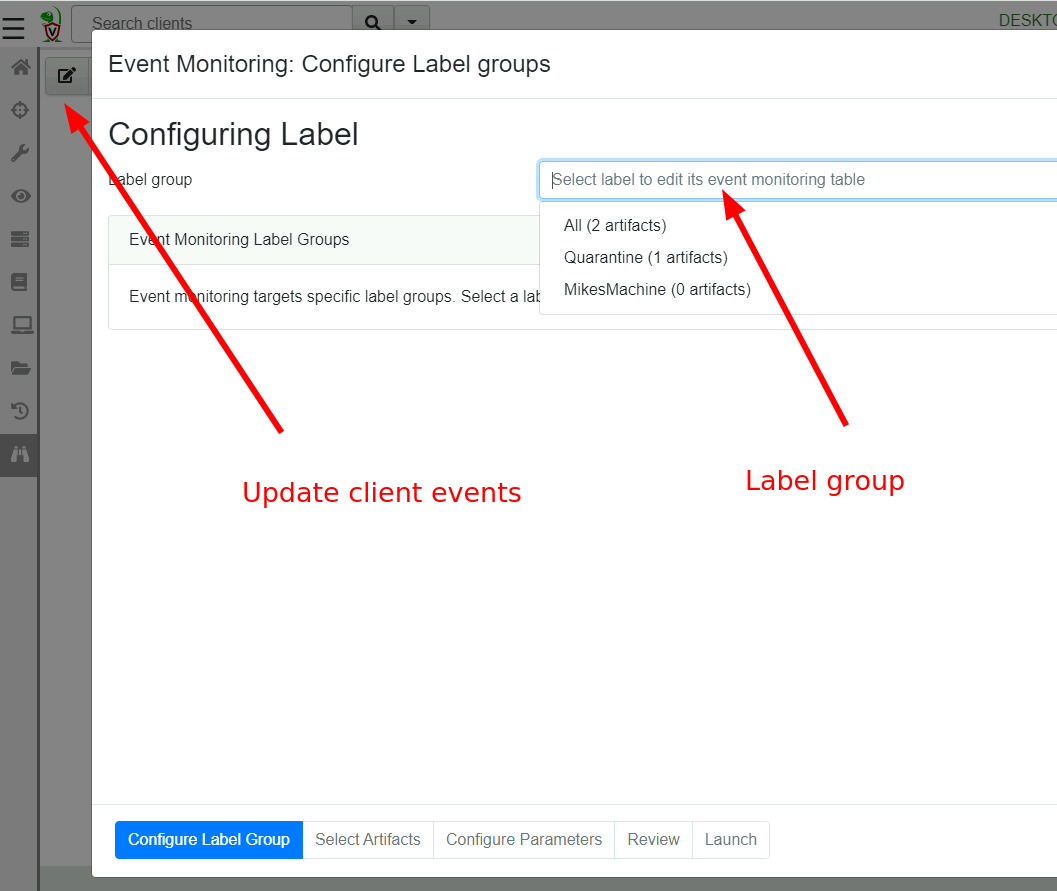 Search clients
DESKTO
Event Monitoring: Configure Label groups
Configuring Label
Label group
Select label to edit its event monitoring table
All (2 artifacts)
Quarantine (1 artifacts)
MikesMachine (0 artifacts)
Event Monitoring Label Groups
Event monitoring targets specific label groups. Select a lab
Update client events
Label group
Configure Label Group
Select Artifacts
Configure Parameters
Review
Launch